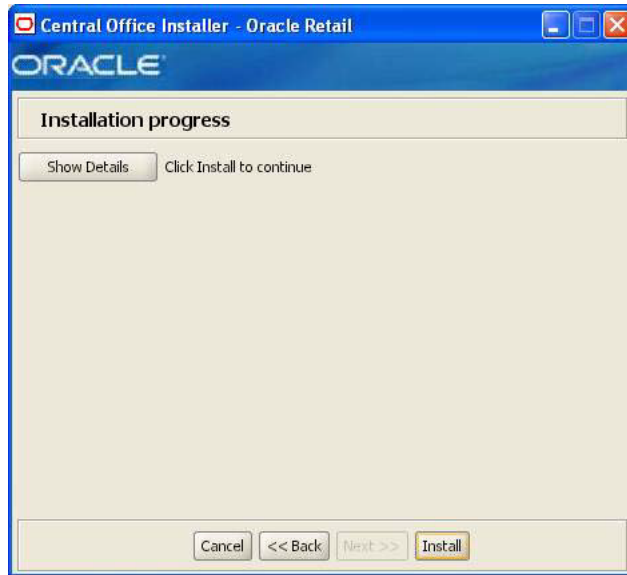 Central Office Installer - Oracle Retail
ORACLE
Installation progress
Show Details Click Install to continue
Cancel << Back Next >> Install